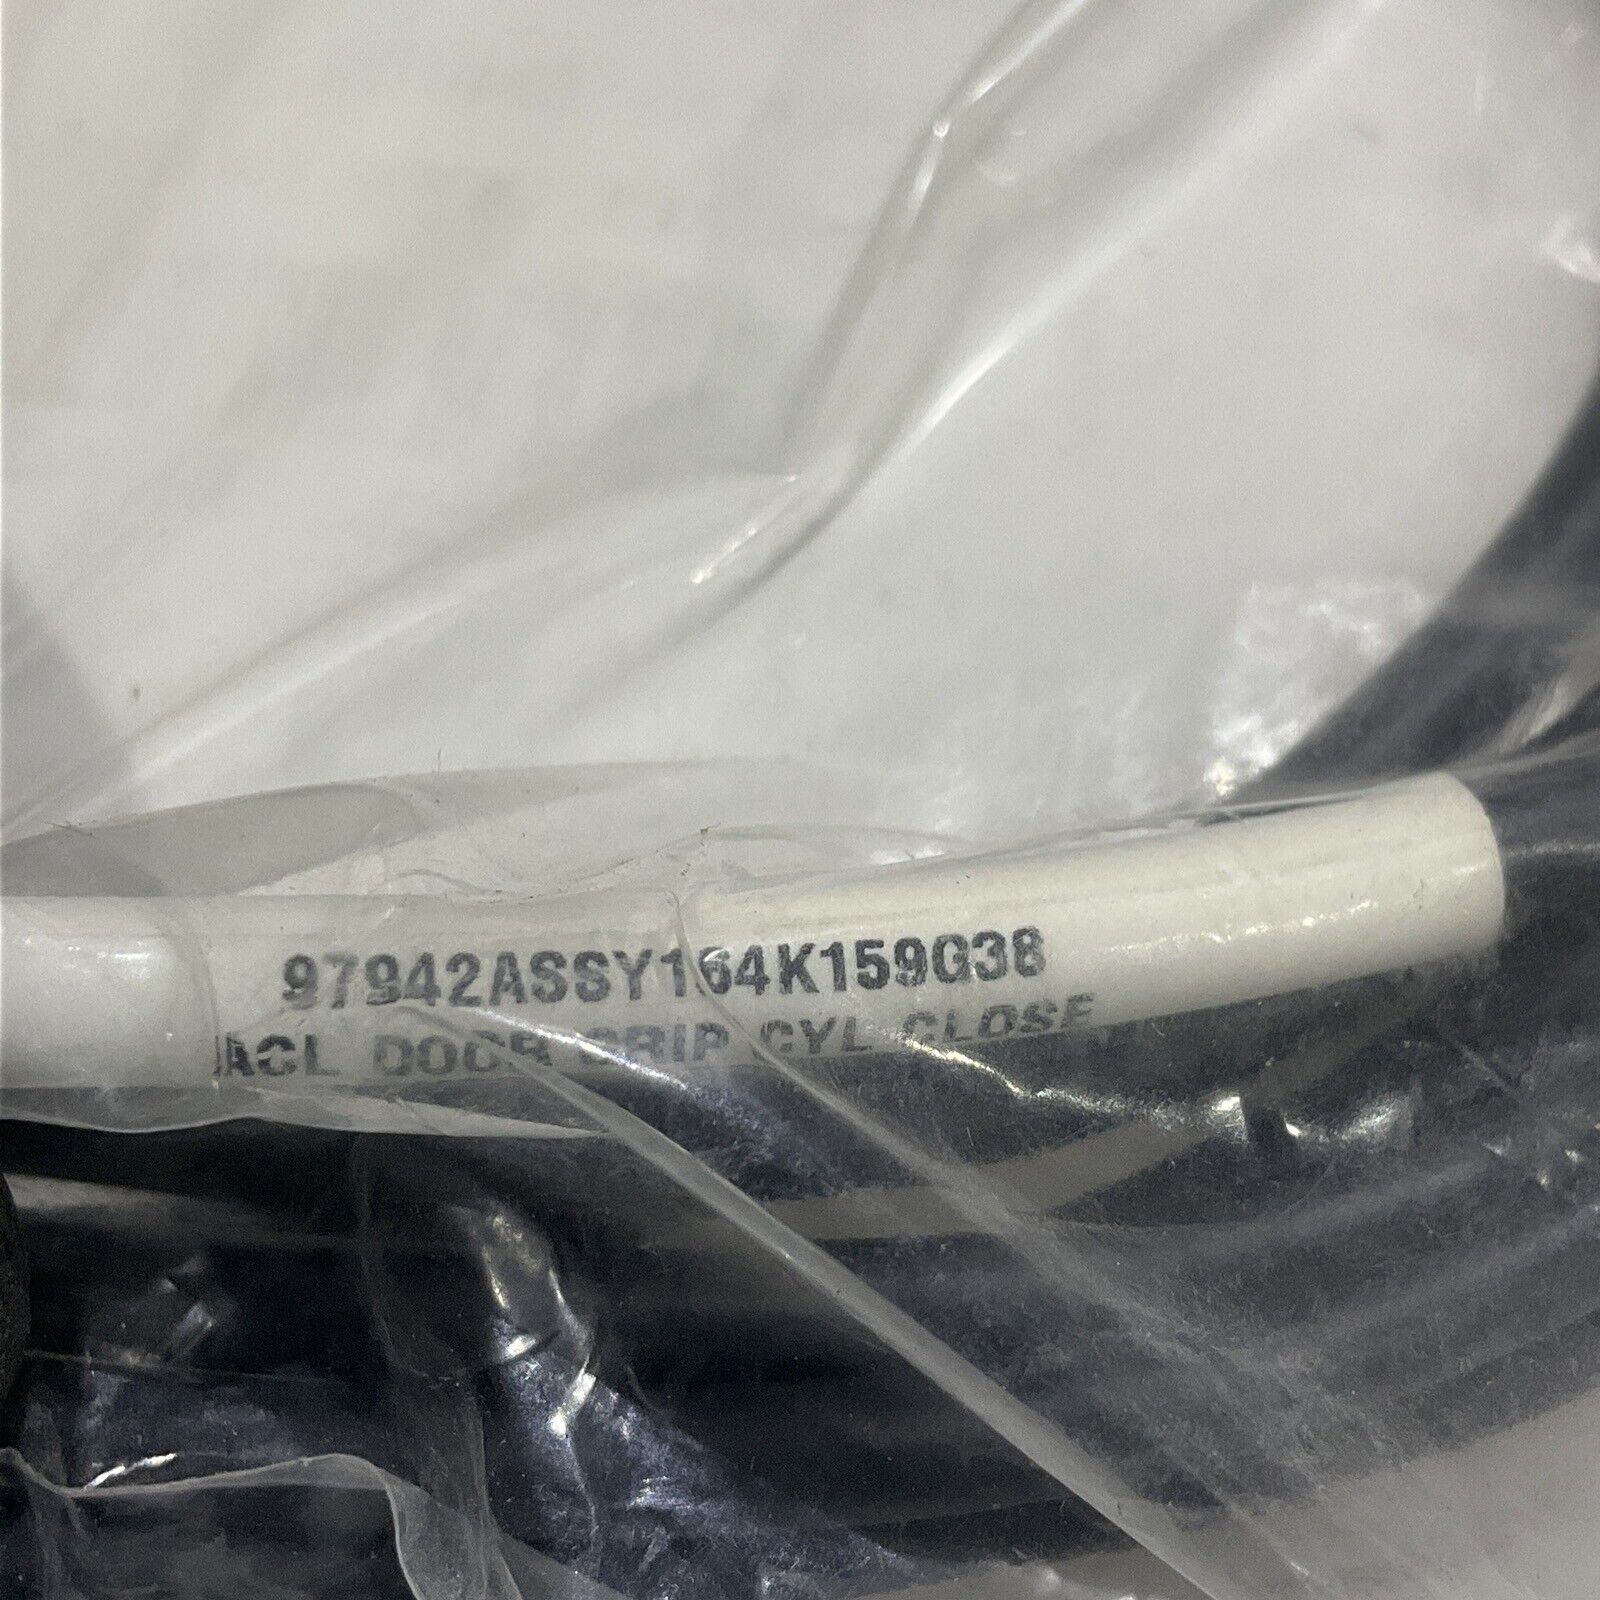 97942ASSY164K159G38
ACL DOOR GRIP CYL CLOSE